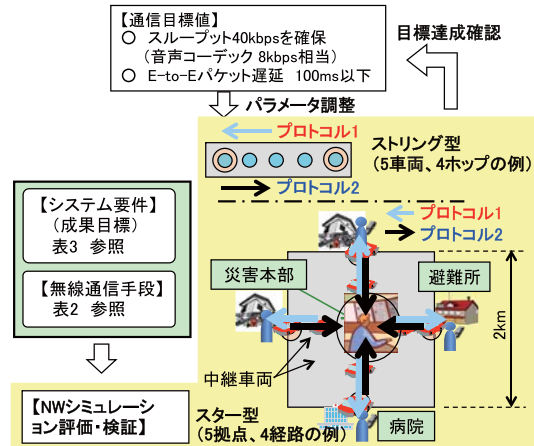 【通信目標値】
○ スループット40kbpsを確保
(音声コーデック 8kbps相当)
○ E-to-Eパケット遅延 100ms以下
目標達成確認
パラメータ調整
プロトコル1
ストリング型
(5車両、4ホップの例)
プロトコル2
プロトコル1
プロトコル2
【システム要件】
(成果目標)
表3 参照
【無線通信手段】
表2 参照
災害本部
避難所
2km
中継車両
病院
スター型
(5拠点、4経路の例)
【NWシミュレーシ
ョン評価・検証】